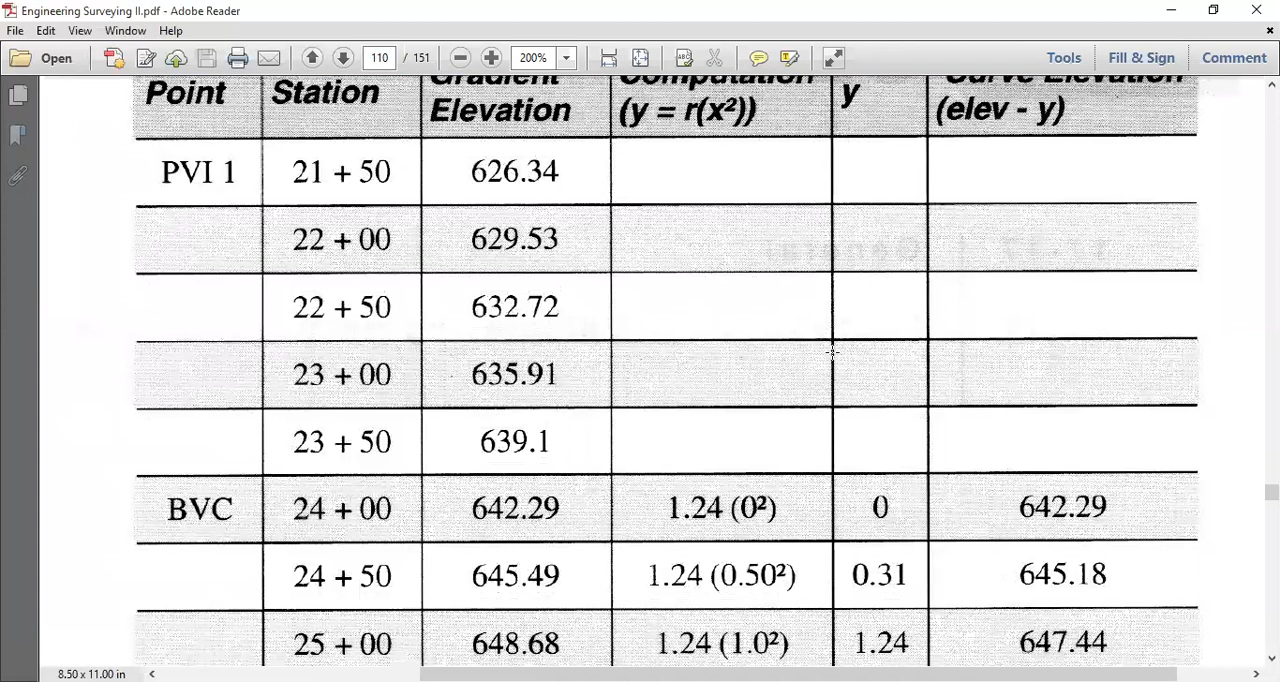 Engineering Surveying II.pdf - Adobe Reader
File Edit View Window Help
Open 110 / 151 200% Tools Fill & Sign Comment
Gradient Computation Curve Elevation
Point Station Elevation (y = r(x²)) y (elev - y)
PVI 1 21 + 50 626.34
22 + 00 629.53
22 + 50 632.72
23 + 00 635.91
23 + 50 639.1
BVC 24 + 00 642.29 1.24 (0²) 0 642.29
24 + 50 645.49 1.24 (0.50²) 0.31 645.18
25 + 00 648.68 1.24 (1.0²) 1.24 647.44
8.50 x 11.00 in